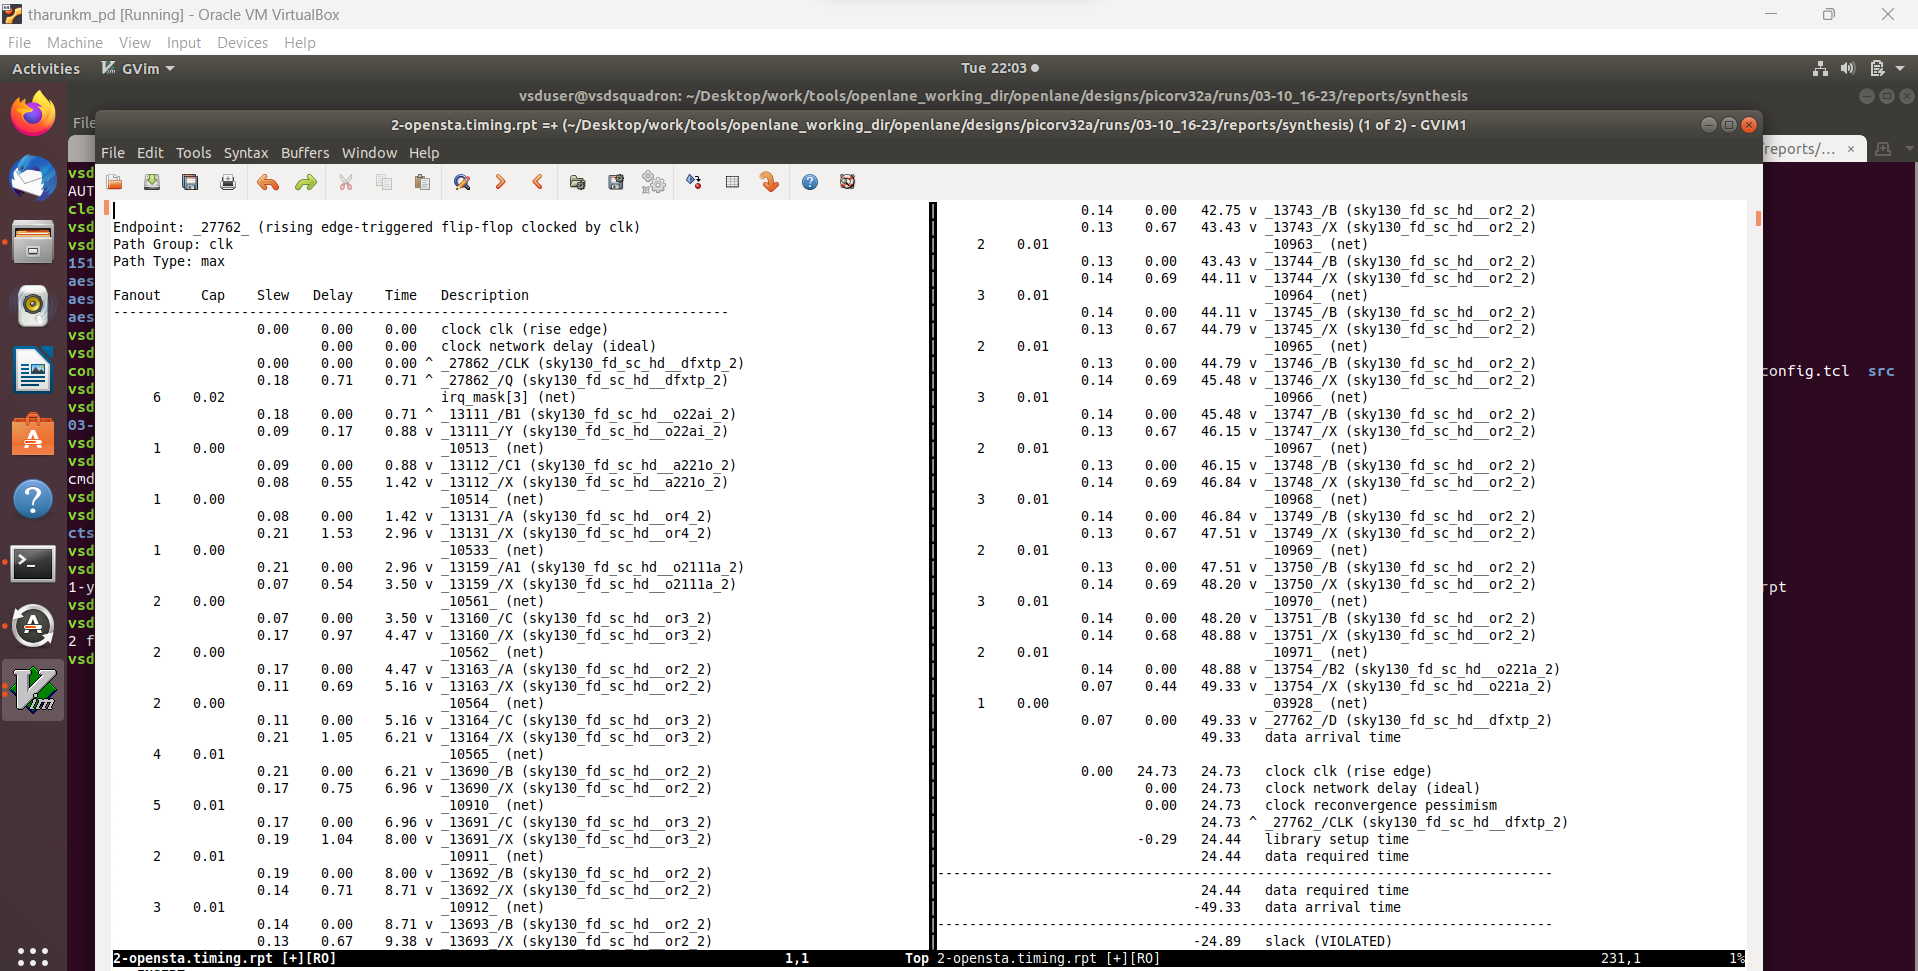 tharunkm_pd [Running] - Oracle VM VirtualBox
File Machine View Input Devices Help
Activities GVim Tue 22:03
vsduser@vsdsquadron: ~/Desktop/work/tools/openlane_working_dir/openlane/designs/picorv32a/runs/03-10_16-23/reports/synthesis
File
2-opensta.timing.rpt =+ (~/Desktop/work/tools/openlane_working_dir/openlane/designs/picorv32a/runs/03-10_16-23/reports/synthesis) (1 of 2) - GVIM1
reports/...
File Edit Tools Syntax Buffers Window Help
vsd
AUT
cle
vsd
vsd
151
aes
aes
aes
vsd
vsd
con
vsd
vsd
03-
vsd
vsd
cmd
vsd
vsd
cts
vsd
vsd
1-y
vsd
vsd
2 f
vsd
config.tcl src
rpt
Endpoint: _27762_ (rising edge-triggered flip-flop clocked by clk)
Path Group: clk
Path Type: max
Fanout Cap Slew Delay Time Description
-----------------------------------------------------------------------------
0.00 0.00 0.00 clock clk (rise edge)
0.00 0.00 clock network delay (ideal)
0.00 0.00 0.00 ^ _27862_/CLK (sky130_fd_sc_hd__dfxtp_2)
0.18 0.71 0.71 ^ _27862_/Q (sky130_fd_sc_hd__dfxtp_2)
6 0.02 irq_mask[3] (net)
0.18 0.00 0.71 ^ _13111_/B1 (sky130_fd_sc_hd__o22ai_2)
0.09 0.17 0.88 v _13111_/Y (sky130_fd_sc_hd__o22ai_2)
1 0.00 _10513_ (net)
0.09 0.00 0.88 v _13112_/C1 (sky130_fd_sc_hd__a221o_2)
0.08 0.55 1.42 v _13112_/X (sky130_fd_sc_hd__a221o_2)
1 0.00 _10514_ (net)
0.08 0.00 1.42 v _13131_/A (sky130_fd_sc_hd__or4_2)
0.21 1.53 2.96 v _13131_/X (sky130_fd_sc_hd__or4_2)
1 0.00 _10533_ (net)
0.21 0.00 2.96 v _13159_/A1 (sky130_fd_sc_hd__o2111a_2)
0.07 0.54 3.50 v _13159_/X (sky130_fd_sc_hd__o2111a_2)
2 0.00 _10561_ (net)
0.07 0.00 3.50 v _13160_/C (sky130_fd_sc_hd__or3_2)
0.17 0.97 4.47 v _13160_/X (sky130_fd_sc_hd__or3_2)
2 0.00 _10562_ (net)
0.17 0.00 4.47 v _13163_/A (sky130_fd_sc_hd__or2_2)
0.11 0.69 5.16 v _13163_/X (sky130_fd_sc_hd__or2_2)
2 0.00 _10564_ (net)
0.11 0.00 5.16 v _13164_/C (sky130_fd_sc_hd__or3_2)
0.21 1.05 6.21 v _13164_/X (sky130_fd_sc_hd__or3_2)
4 0.01 _10565_ (net)
0.21 0.00 6.21 v _13690_/B (sky130_fd_sc_hd__or2_2)
0.17 0.75 6.96 v _13690_/X (sky130_fd_sc_hd__or2_2)
5 0.01 _10910_ (net)
0.17 0.00 6.96 v _13691_/C (sky130_fd_sc_hd__or3_2)
0.19 1.04 8.00 v _13691_/X (sky130_fd_sc_hd__or3_2)
2 0.01 _10911_ (net)
0.19 0.00 8.00 v _13692_/B (sky130_fd_sc_hd__or2_2)
0.14 0.71 8.71 v _13692_/X (sky130_fd_sc_hd__or2_2)
3 0.01 _10912_ (net)
0.14 0.00 8.71 v _13693_/B (sky130_fd_sc_hd__or2_2)
0.13 0.67 9.38 v _13693_/X (sky130_fd_sc_hd__or2_2)
2-opensta.timing.rpt [+][RO] 1,1 Top
0.14 0.00 42.75 v _13743_/B (sky130_fd_sc_hd__or2_2)
0.13 0.67 43.43 v _13743_/X (sky130_fd_sc_hd__or2_2)
2 0.01 _10963_ (net)
0.13 0.00 43.43 v _13744_/B (sky130_fd_sc_hd__or2_2)
0.14 0.69 44.11 v _13744_/X (sky130_fd_sc_hd__or2_2)
3 0.01 _10964_ (net)
0.14 0.00 44.11 v _13745_/B (sky130_fd_sc_hd__or2_2)
0.13 0.67 44.79 v _13745_/X (sky130_fd_sc_hd__or2_2)
2 0.01 _10965_ (net)
0.13 0.00 44.79 v _13746_/B (sky130_fd_sc_hd__or2_2)
0.14 0.69 45.48 v _13746_/X (sky130_fd_sc_hd__or2_2)
3 0.01 _10966_ (net)
0.14 0.00 45.48 v _13747_/B (sky130_fd_sc_hd__or2_2)
0.13 0.67 46.15 v _13747_/X (sky130_fd_sc_hd__or2_2)
2 0.01 _10967_ (net)
0.13 0.00 46.15 v _13748_/B (sky130_fd_sc_hd__or2_2)
0.14 0.69 46.84 v _13748_/X (sky130_fd_sc_hd__or2_2)
3 0.01 _10968_ (net)
0.14 0.00 46.84 v _13749_/B (sky130_fd_sc_hd__or2_2)
0.13 0.67 47.51 v _13749_/X (sky130_fd_sc_hd__or2_2)
2 0.01 _10969_ (net)
0.13 0.00 47.51 v _13750_/B (sky130_fd_sc_hd__or2_2)
0.14 0.69 48.20 v _13750_/X (sky130_fd_sc_hd__or2_2)
3 0.01 _10970_ (net)
0.14 0.00 48.20 v _13751_/B (sky130_fd_sc_hd__or2_2)
0.14 0.68 48.88 v _13751_/X (sky130_fd_sc_hd__or2_2)
2 0.01 _10971_ (net)
0.14 0.00 48.88 v _13754_/B2 (sky130_fd_sc_hd__o221a_2)
0.07 0.44 49.33 v _13754_/X (sky130_fd_sc_hd__o221a_2)
1 0.00 _03928_ (net)
0.07 0.00 49.33 v _27762_/D (sky130_fd_sc_hd__dfxtp_2)
49.33 data arrival time
0.00 24.73 24.73 clock clk (rise edge)
0.00 24.73 clock network delay (ideal)
0.00 24.73 clock reconvergence pessimism
24.73 ^ _27762_/CLK (sky130_fd_sc_hd__dfxtp_2)
-0.29 24.44 library setup time
24.44 data required time
-----------------------------------------------------------------------------
24.44 data required time
-49.33 data arrival time
-----------------------------------------------------------------------------
-24.89 slack (VIOLATED)
2-opensta.timing.rpt [+][RO] 231,1 1%